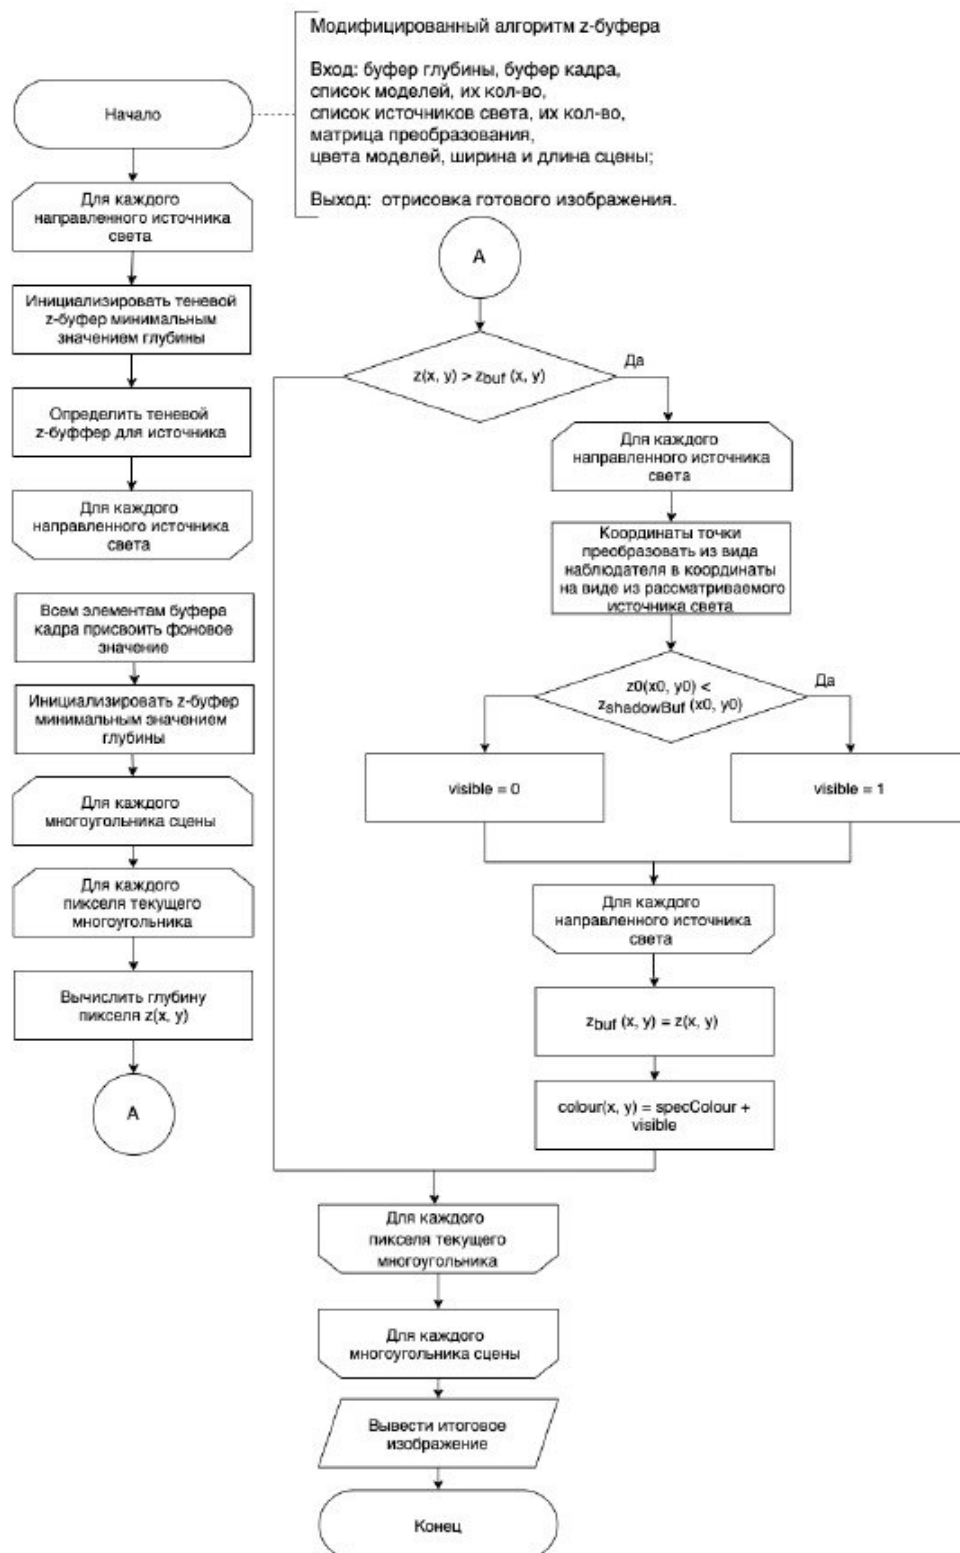 Модифицированный алгоритм z-буфера
Вход: буфер глубины, буфер кадра,
список моделей, их кол-во,
список источников света, их кол-во,
матрица преобразования,
цвета моделей, ширина и длина сцены;
Выход: отрисовка готового изображения.
Начало
Для каждого
направленного источника
света
Инициализировать теневой
z-буфер минимальным
значением глубины
Определить теневой
z-буффер для источника
Для каждого
направленного источника
света
Всем элементам буфера
кадра присвоить фоновое
значение
Инициализировать z-буфер
минимальным значением
глубины
Для каждого
многоугольника сцены
Для каждого
пикселя текущего
многоугольника
Вычислить глубину
пикселя z(x, y)
A
A
z(x, y) > zbuf (x, y)
Да
Для каждого
направленного источника
света
Координаты точки
преобразовать из вида
наблюдателя в координаты
на виде из рассматриваемого
источника света
z0(x0, y0) <
zshadowBuf (x0, y0)
Да
visible = 0
visible = 1
Для каждого
направленного источника
света
zbuf (x, y) = z(x, y)
colour(x, y) = specColour +
visible
Для каждого
пикселя текущего
многоугольника
Для каждого
многоугольника сцены
Вывести итоговое
изображение
Конец